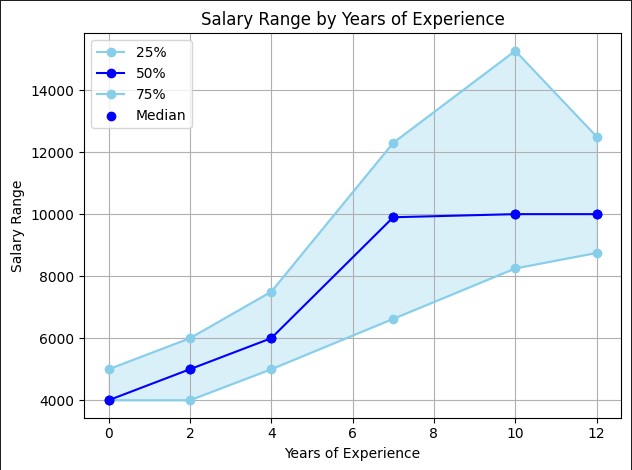 Salary Range by Years of Experience
25%
50%
75%
Median
14000
12000
10000
8000
6000
4000
Salary Range
0 2 4 6 8 10 12
Years of Experience